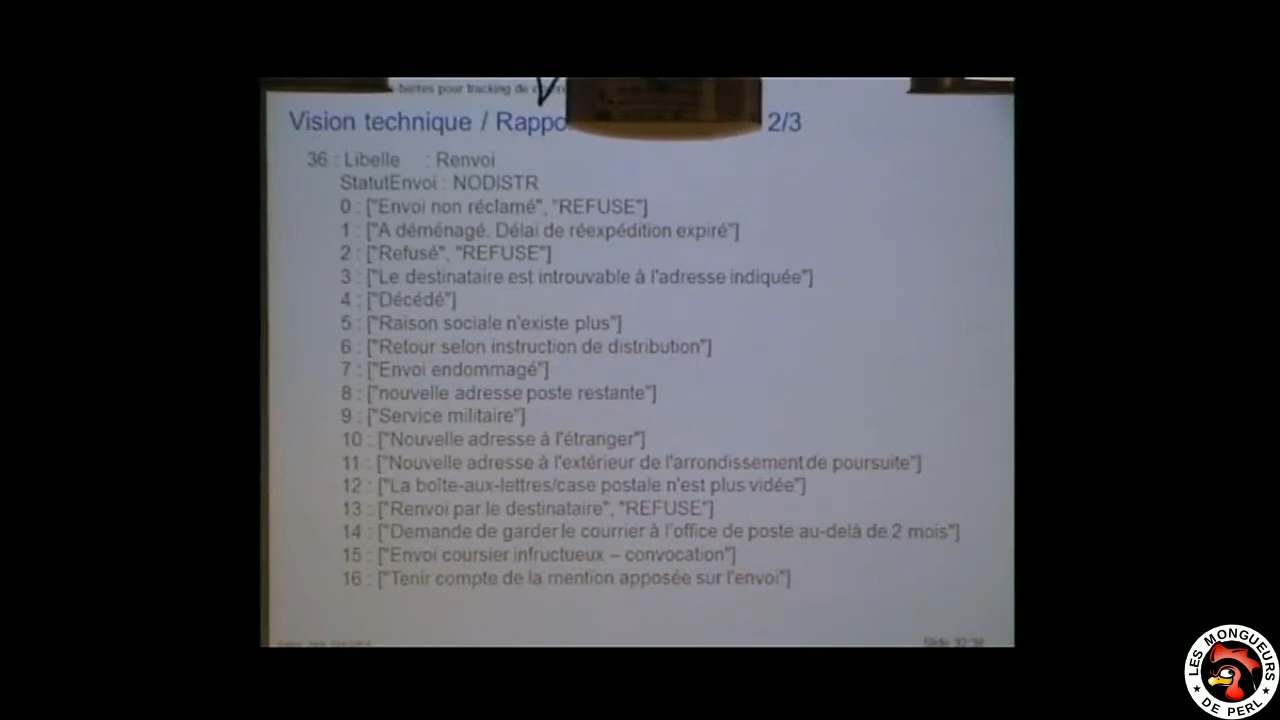 -barres pour tracking de
Vision technique / Rappo 2/3
36 : Libelle : Renvoi
StatutEnvoi : NODISTR
0 : ["Envoi non réclamé", "REFUSE"]
1 : ["A déménagé. Délai de réexpédition expiré"]
2 : ["Refusé", "REFUSE"]
3 : ["Le destinataire est introuvable à l'adresse indiquée"]
4 : ["Décédé"]
5 : ["Raison sociale n'existe plus"]
6 : ["Retour selon instruction de distribution"]
7 : ["Envoi endommagé"]
8 : ["nouvelle adresse poste restante"]
9 : ["Service militaire"]
10 : ["Nouvelle adresse à l'étranger"]
11 : ["Nouvelle adresse à l'extérieur de l'arrondissement de poursuite"]
12 : ["La boîte-aux-lettres/case postale n'est plus vidée"]
13 : ["Renvoi par le destinataire", "REFUSE"]
14 : ["Demande de garder le courrier à l'office de poste au-delà de 2 mois"]
15 : ["Envoi coursier infructueux – convocation"]
16 : ["Tenir compte de la mention apposée sur l'envoi"]
Slide
LES MONGUEURS
DE PERL